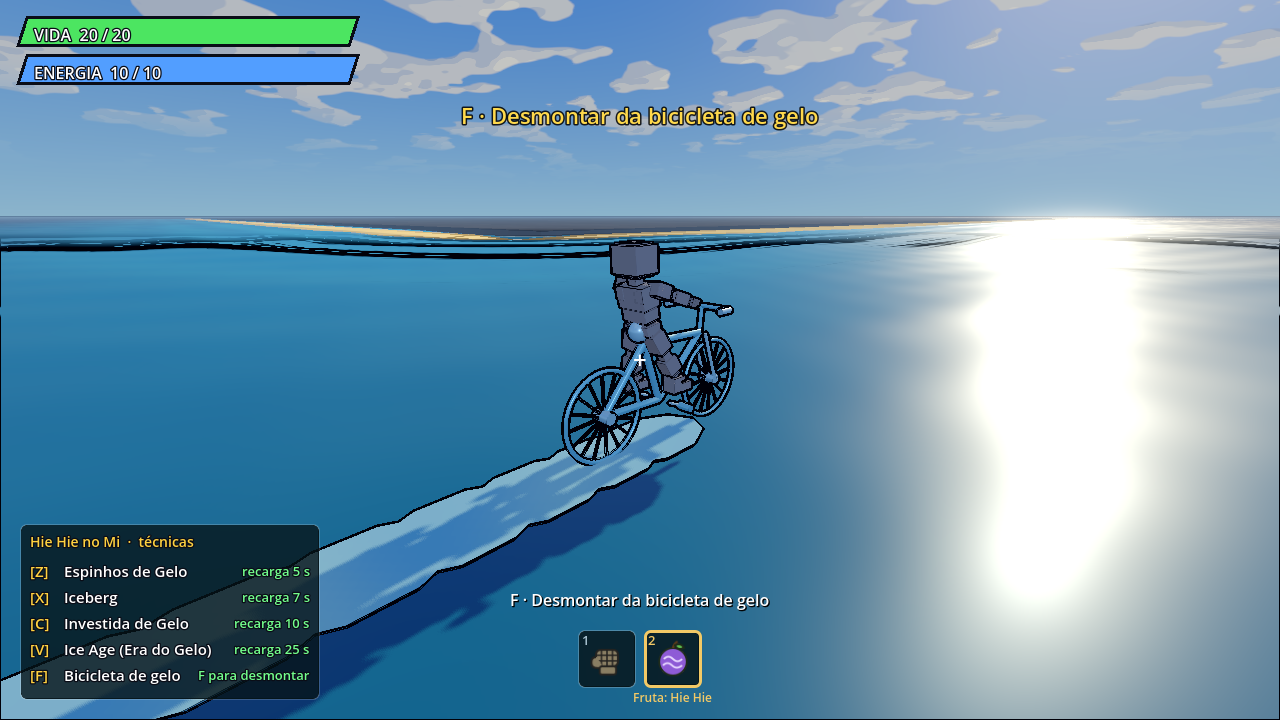 VIDA 20 / 20
ENERGIA 10 / 10
F · Desmontar da bicicleta de gelo
Hie Hie no Mi · técnicas
[Z] Espinhos de Gelo recarga 5 s
[X] Iceberg recarga 7 s
[C] Investida de Gelo recarga 10 s
[V] Ice Age (Era do Gelo) recarga 25 s
[F] Bicicleta de gelo F para desmontar
F · Desmontar da bicicleta de gelo
1 2
Fruta: Hie Hie